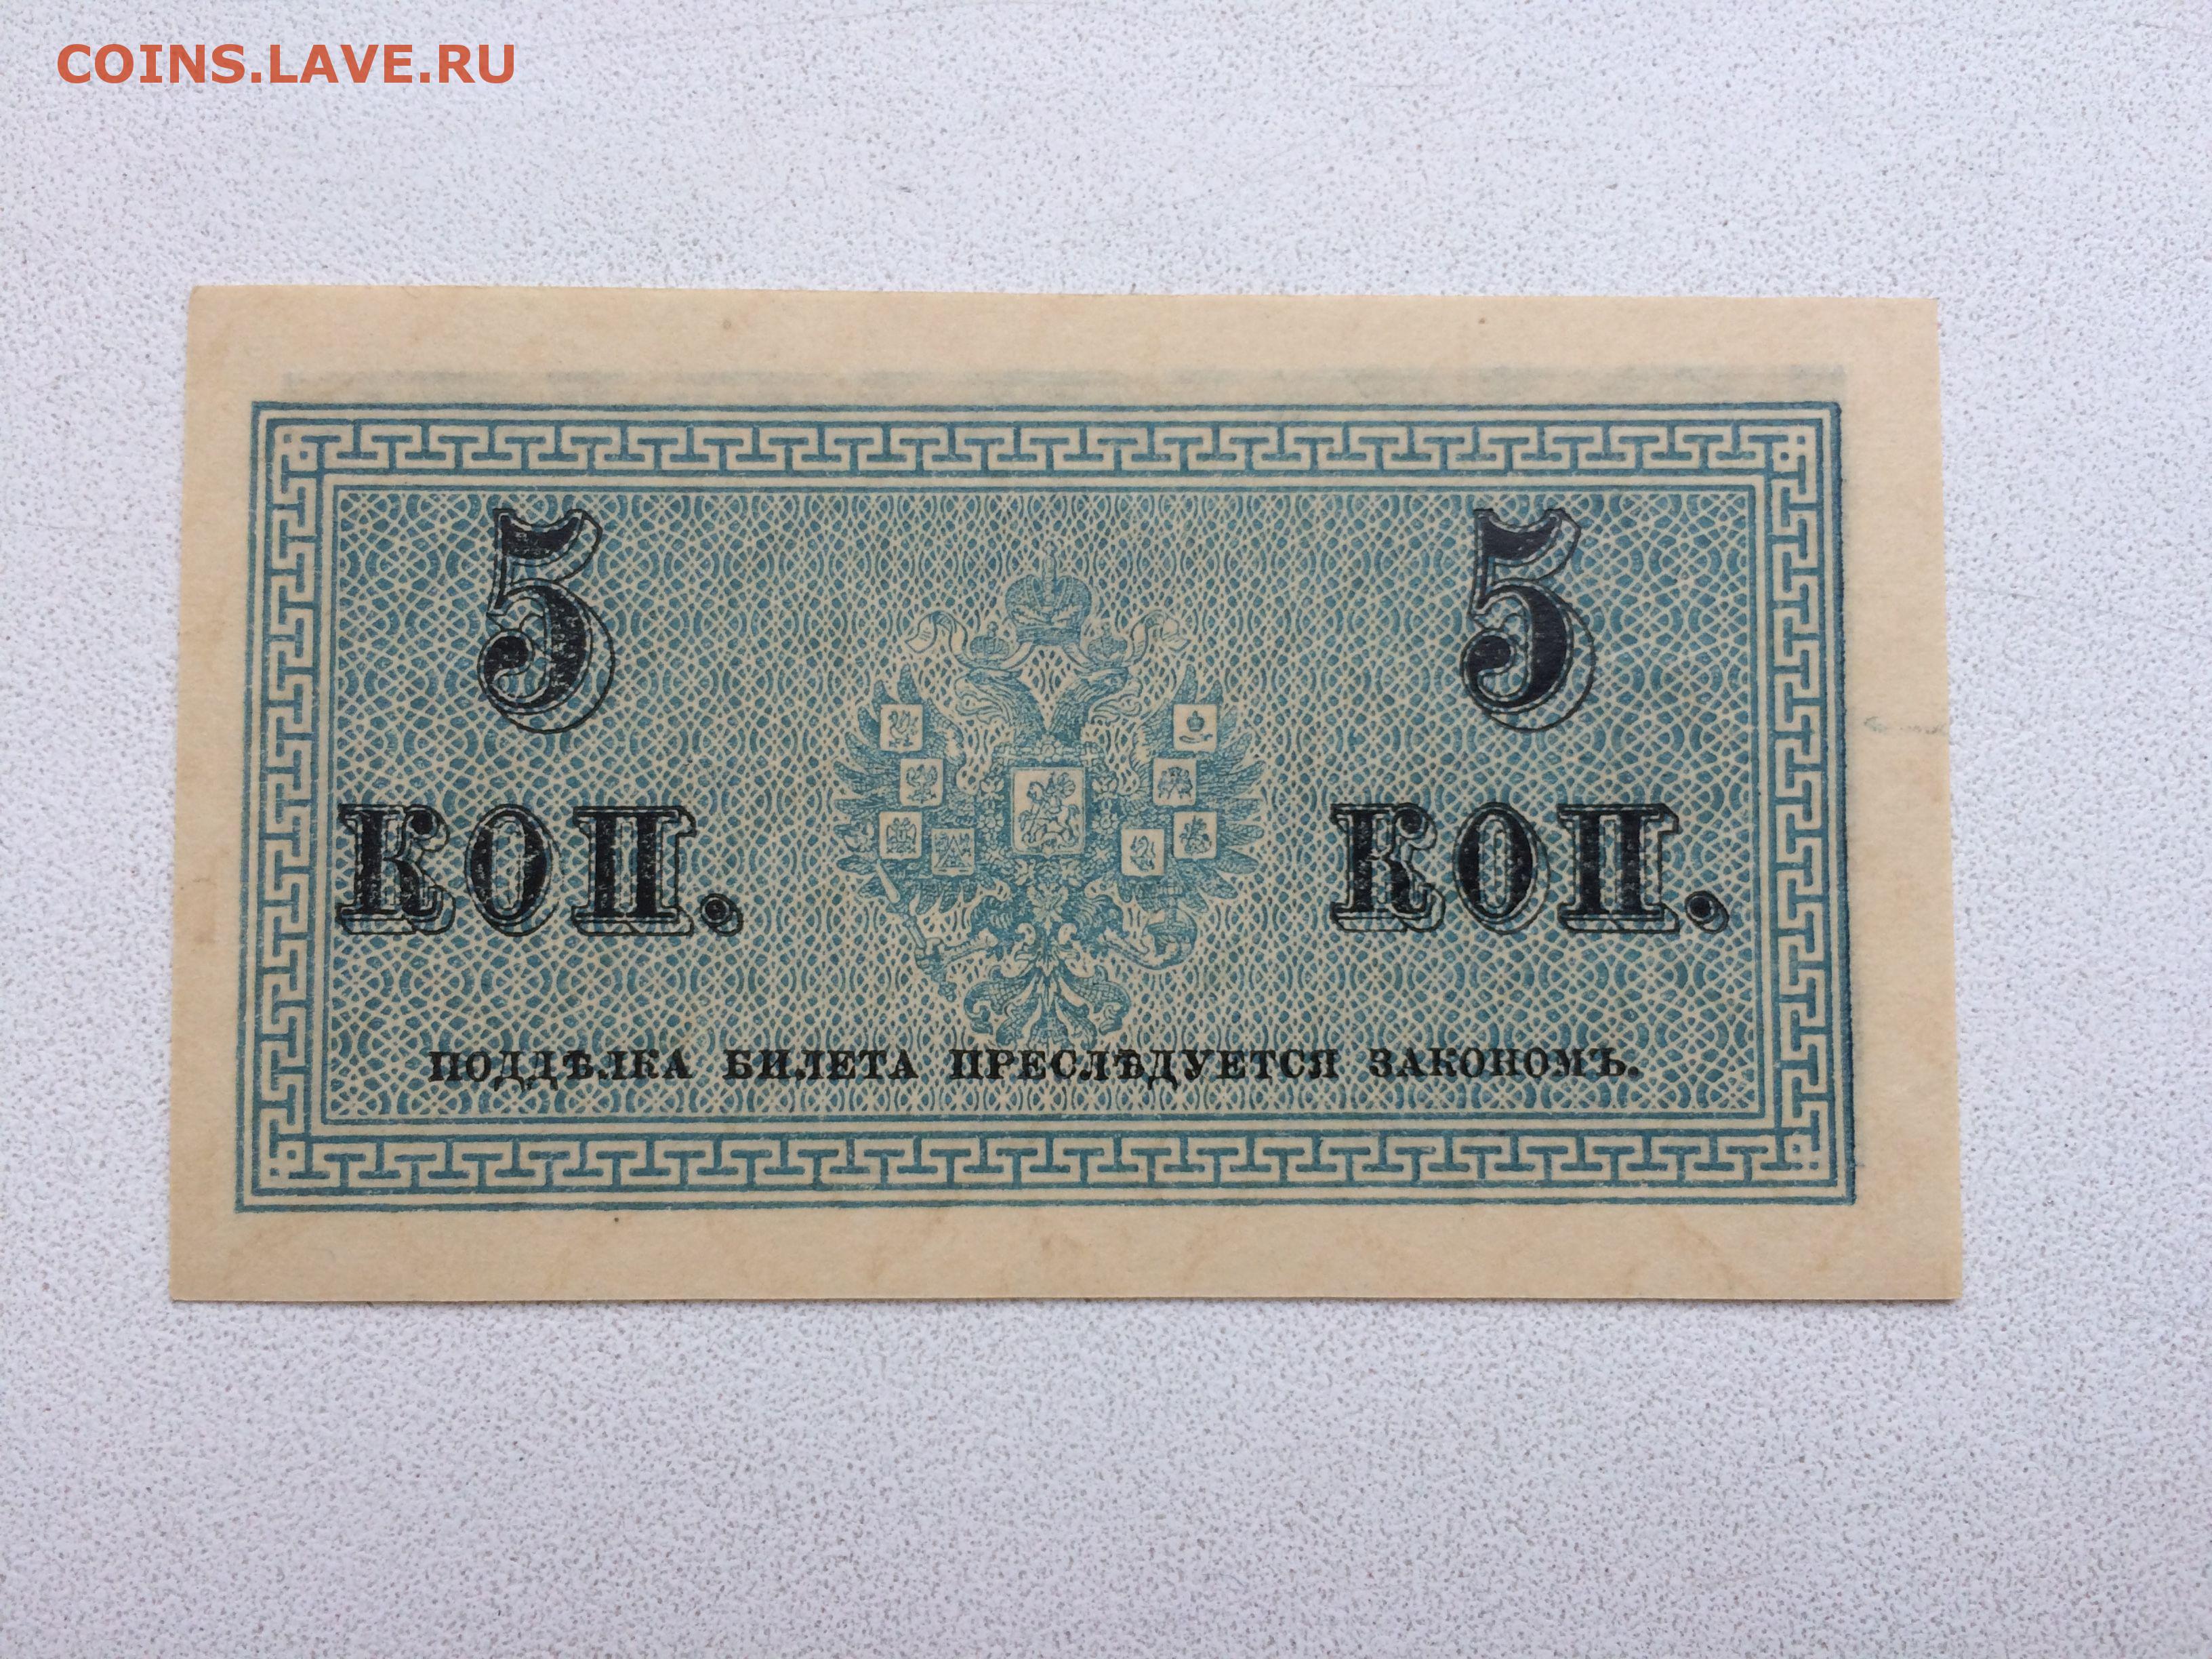 COINS.LAVE.RU
5 5
КОП. КОП.
ПОДДѢЛКА БИЛЕТА ПРЕСЛѢДУЕТСЯ ЗАКОНОМЪ.